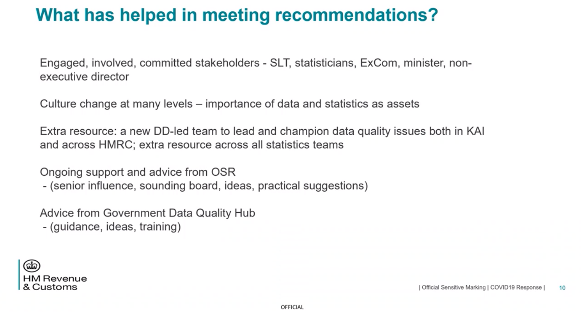 What has helped in meeting recommendations?
Engaged, involved, committed stakeholders - SLT, statisticians, ExCom, minister, non-
executive director
Culture change at many levels – importance of data and statistics as assets
Extra resource: a new DD-led team to lead and champion data quality issues both in KAI
and across HMRC; extra resource across all statistics teams
Ongoing support and advice from OSR
- (senior influence, sounding board, ideas, practical suggestions)
Advice from Government Data Quality Hub
- (guidance, ideas, training)
HM Revenue
& Customs
| Official Sensitive Marking | COVID19 Response |
10
OFFICIAL